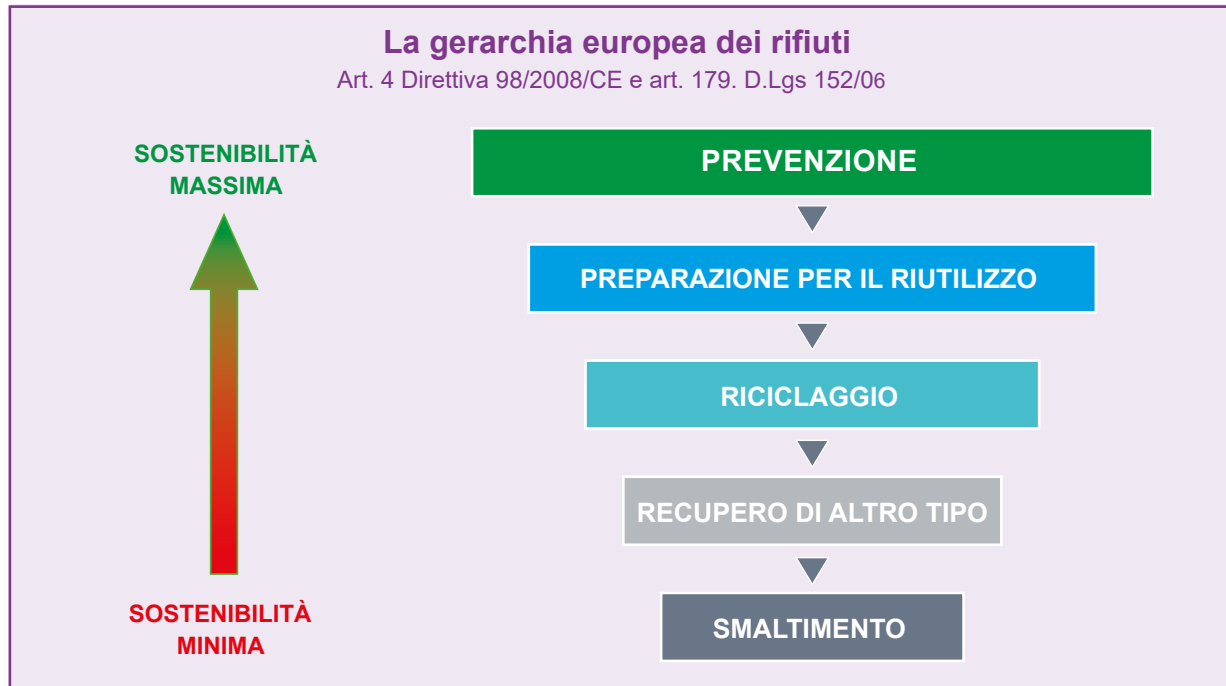 La gerarchia europea dei rifiuti
Art. 4 Direttiva 98/2008/CE e art. 179. D.Lgs 152/06
SOSTENIBILITÀ
MASSIMA
PREVENZIONE
PREPARAZIONE PER IL RIUTILIZZO
RICICLAGGIO
RECUPERO DI ALTRO TIPO
SMALTIMENTO
SOSTENIBILITÀ
MINIMA